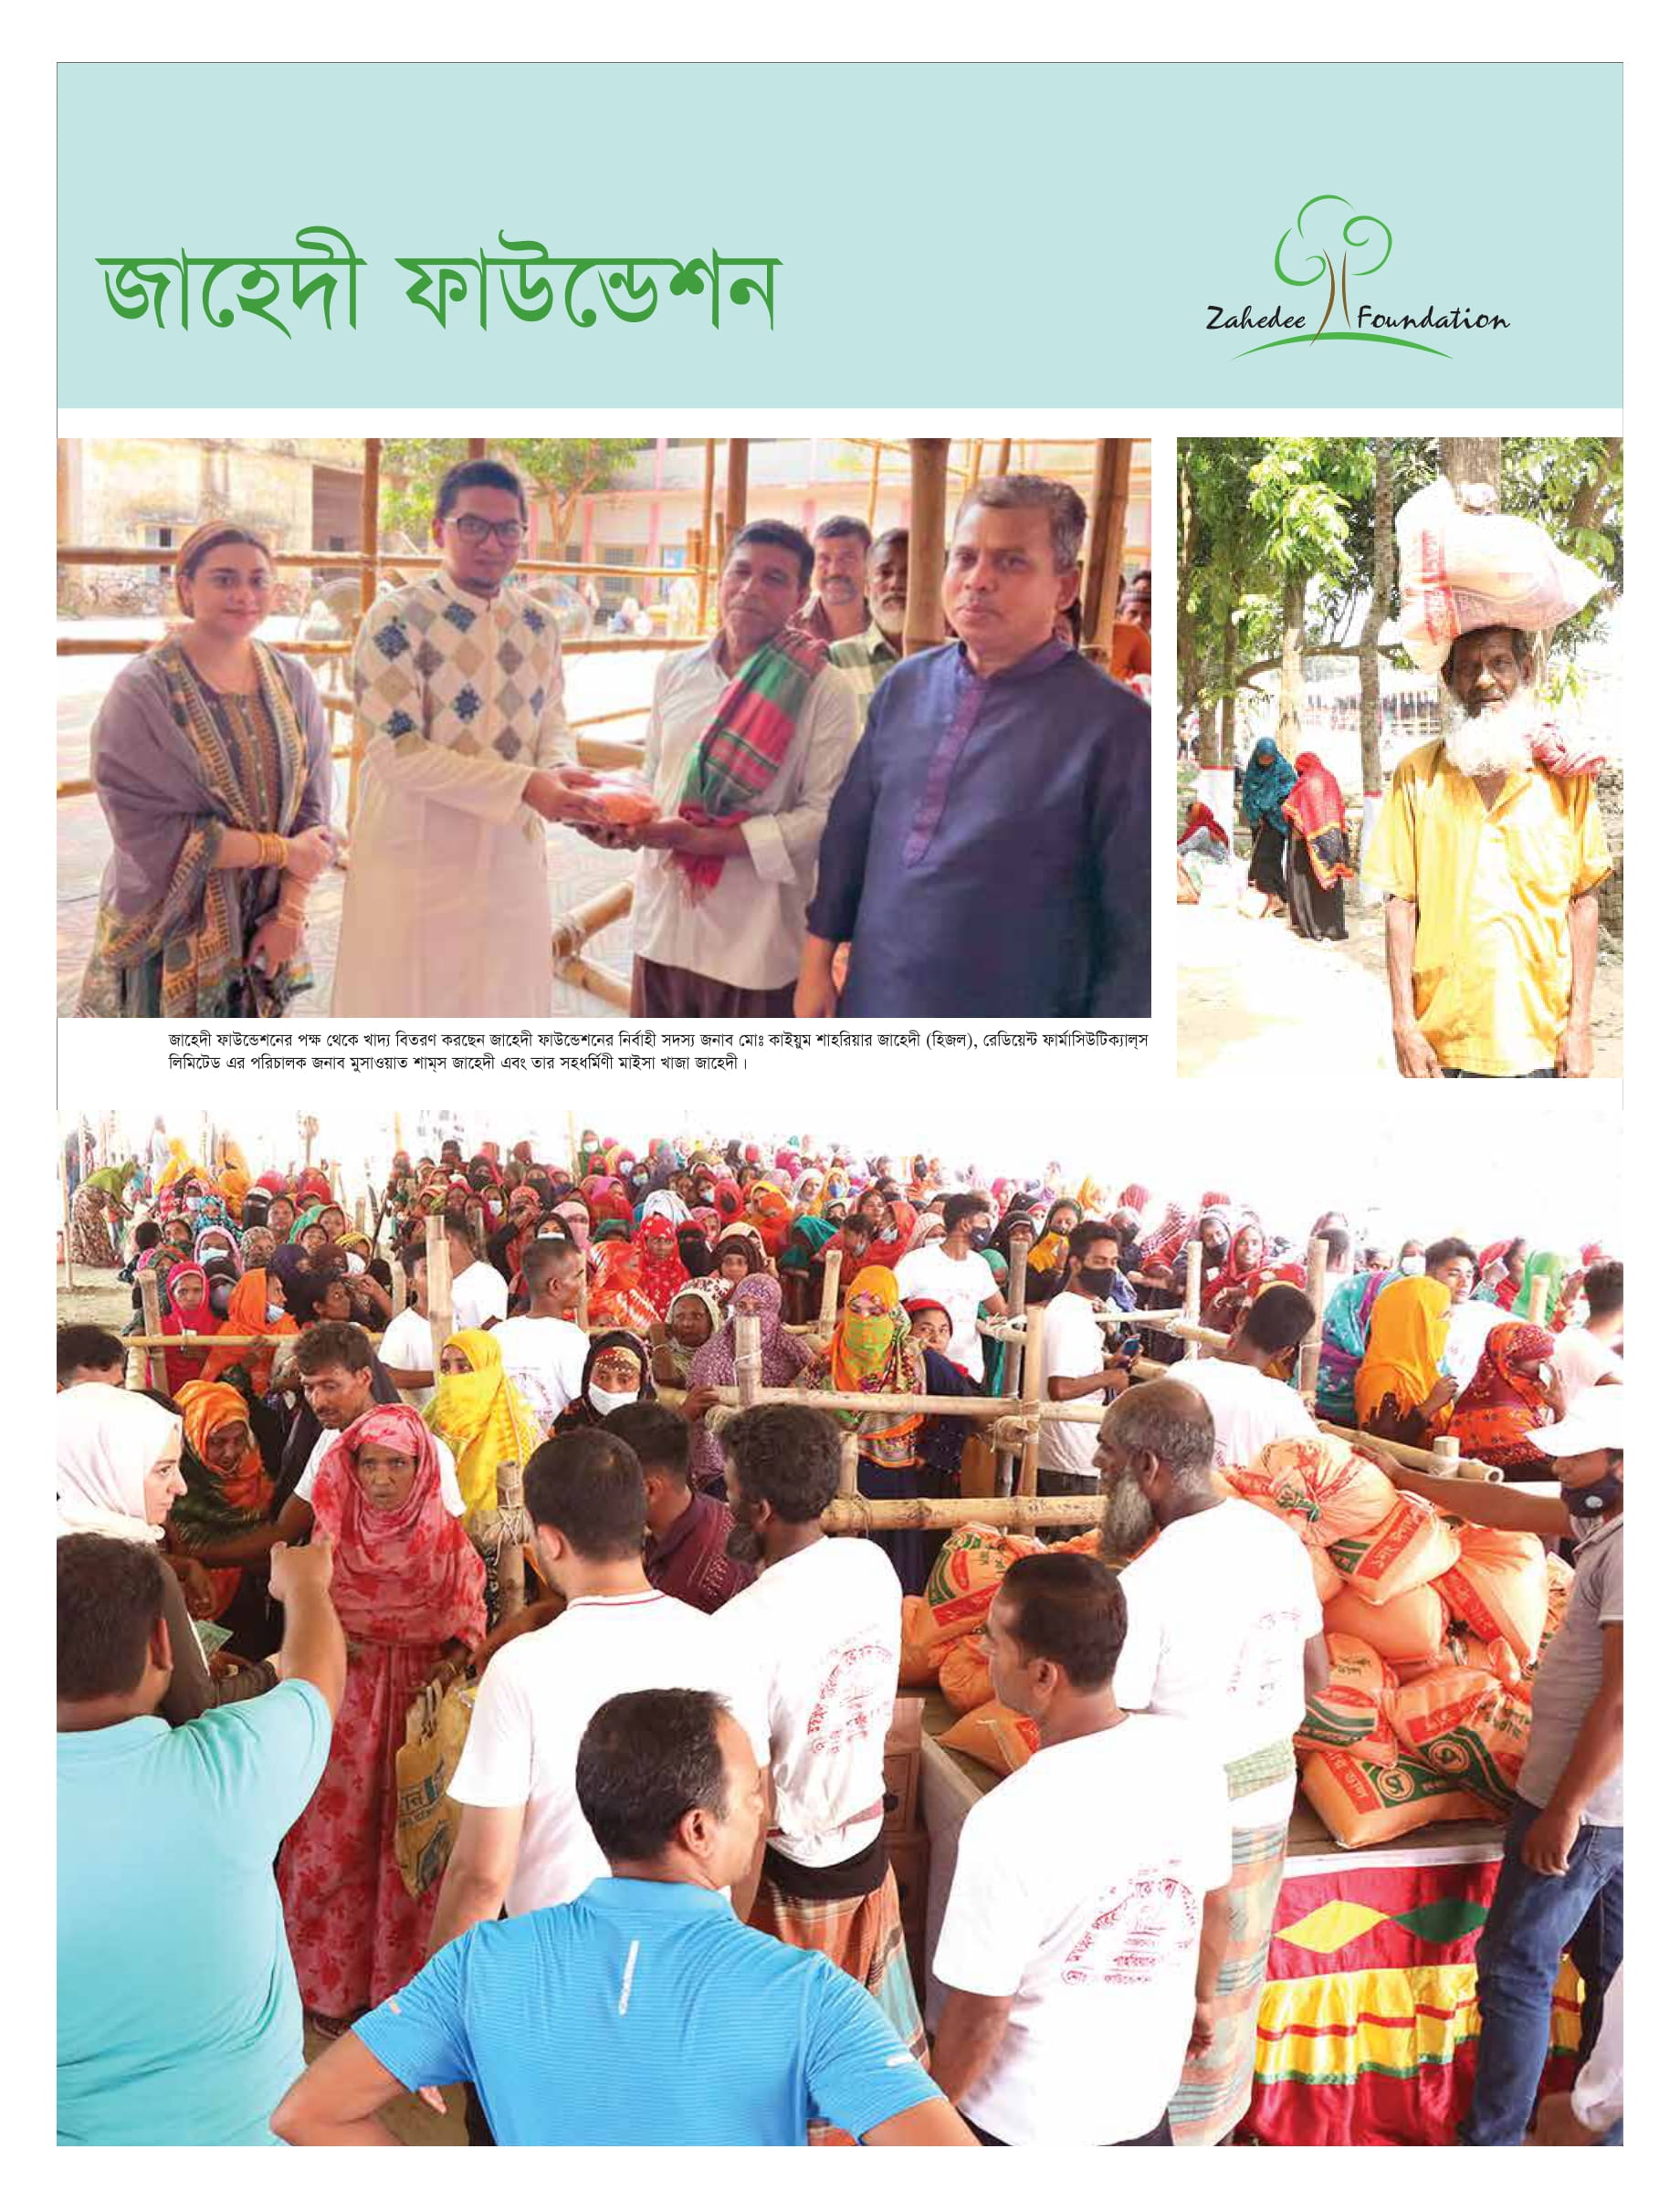 জাহেদী ফাউন্ডেশন
Zahedee Foundation
জাহেদী ফাউন্ডেশনের পক্ষ থেকে খাদ্য বিতরণ করছেন জাহেদী ফাউন্ডেশনের নির্বাহী সদস্য জনাব মোঃ কাইয়ুম শাহরিয়ার জাহেদী (হিজল), রেডিয়েন্ট ফার্মাসিউটিক্যাল্স
লিমিটেড এর পরিচালক জনাব মুসাওয়াত শাম্স জাহেদী এবং তার সহধর্মিণী মাইসা খাজা জাহেদী।